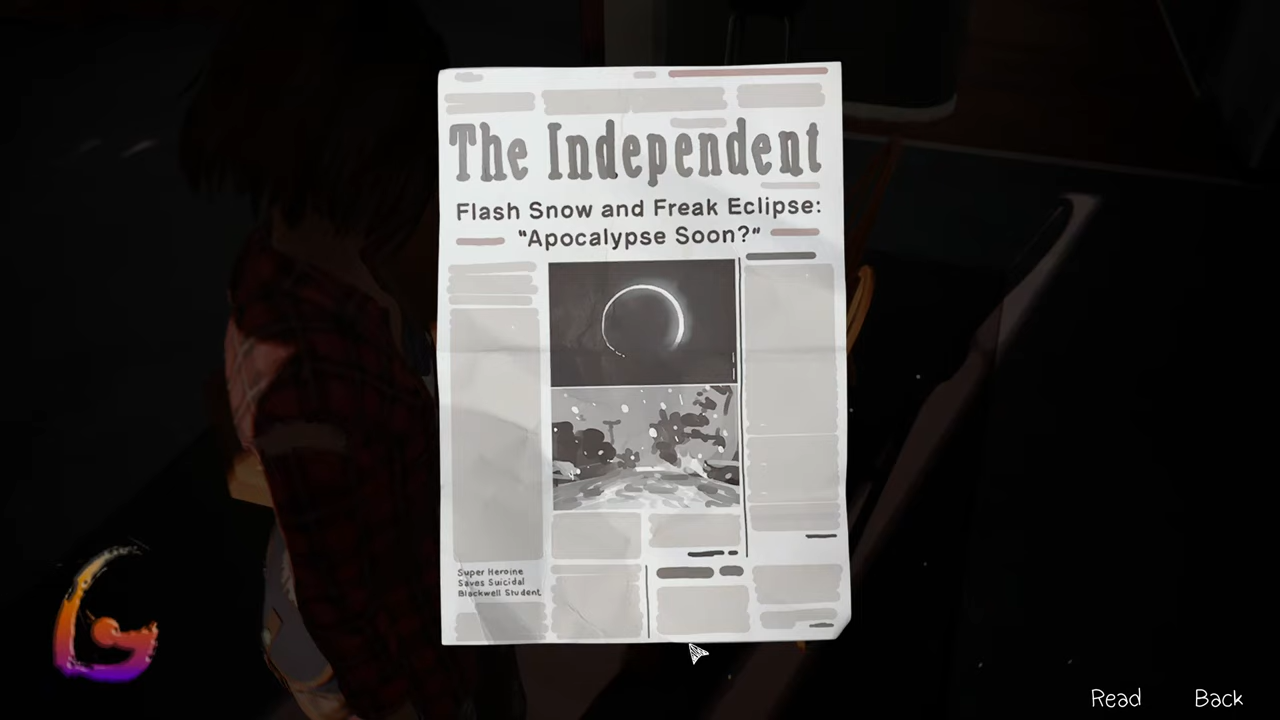 The Independent
Flash Snow and Freak Eclipse:
"Apocalypse Soon?"
Super Heroine
Saves Suicidal
Blackwell Student
Read
Back